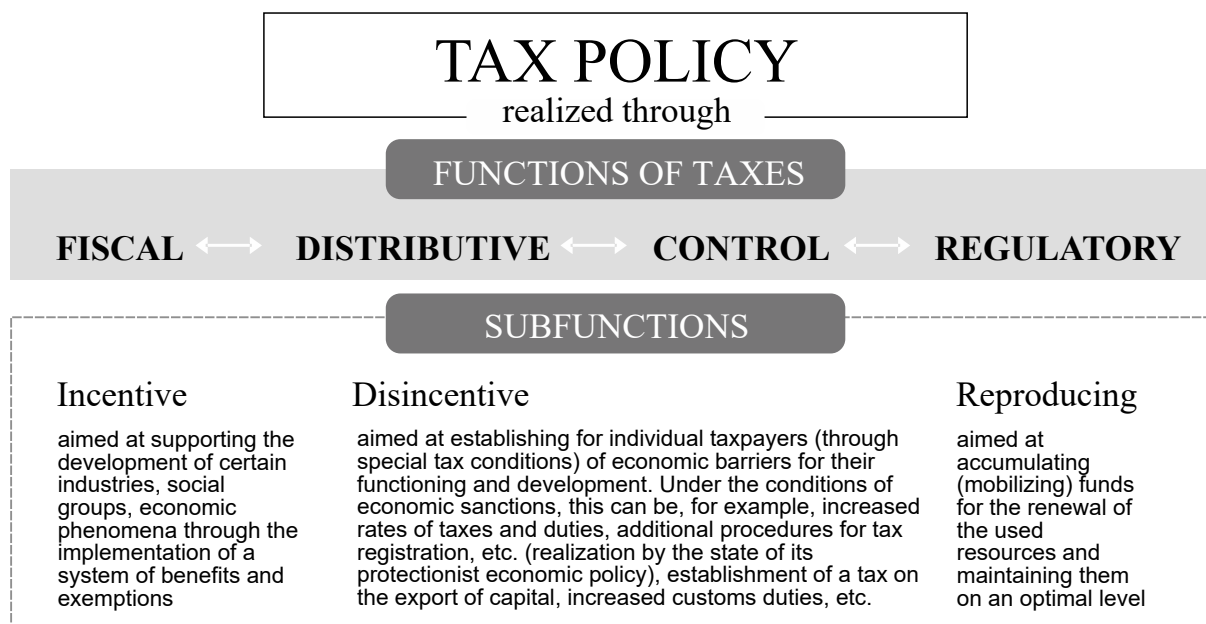 TAX POLICY
realized through
FUNCTIONS OF TAXES
FISCAL DISTRIBUTIVE CONTROL REGULATORY
SUBFUNCTIONS
Incentive
aimed at supporting the
development of certain
industries, social
groups, economic
phenomena through the
implementation of a
system of benefits and
exemptions
Disincentive
aimed at establishing for individual taxpayers (through
special tax conditions) of economic barriers for their
functioning and development. Under the conditions of
economic sanctions, this can be, for example, increased
rates of taxes and duties, additional procedures for tax
registration, etc. (realization by the state of its
protectionist economic policy), establishment of a tax on
the export of capital, increased customs duties, etc.
Reproducing
aimed at
accumulating
(mobilizing) funds
for the renewal of
the used
resources and
maintaining them
on an optimal level